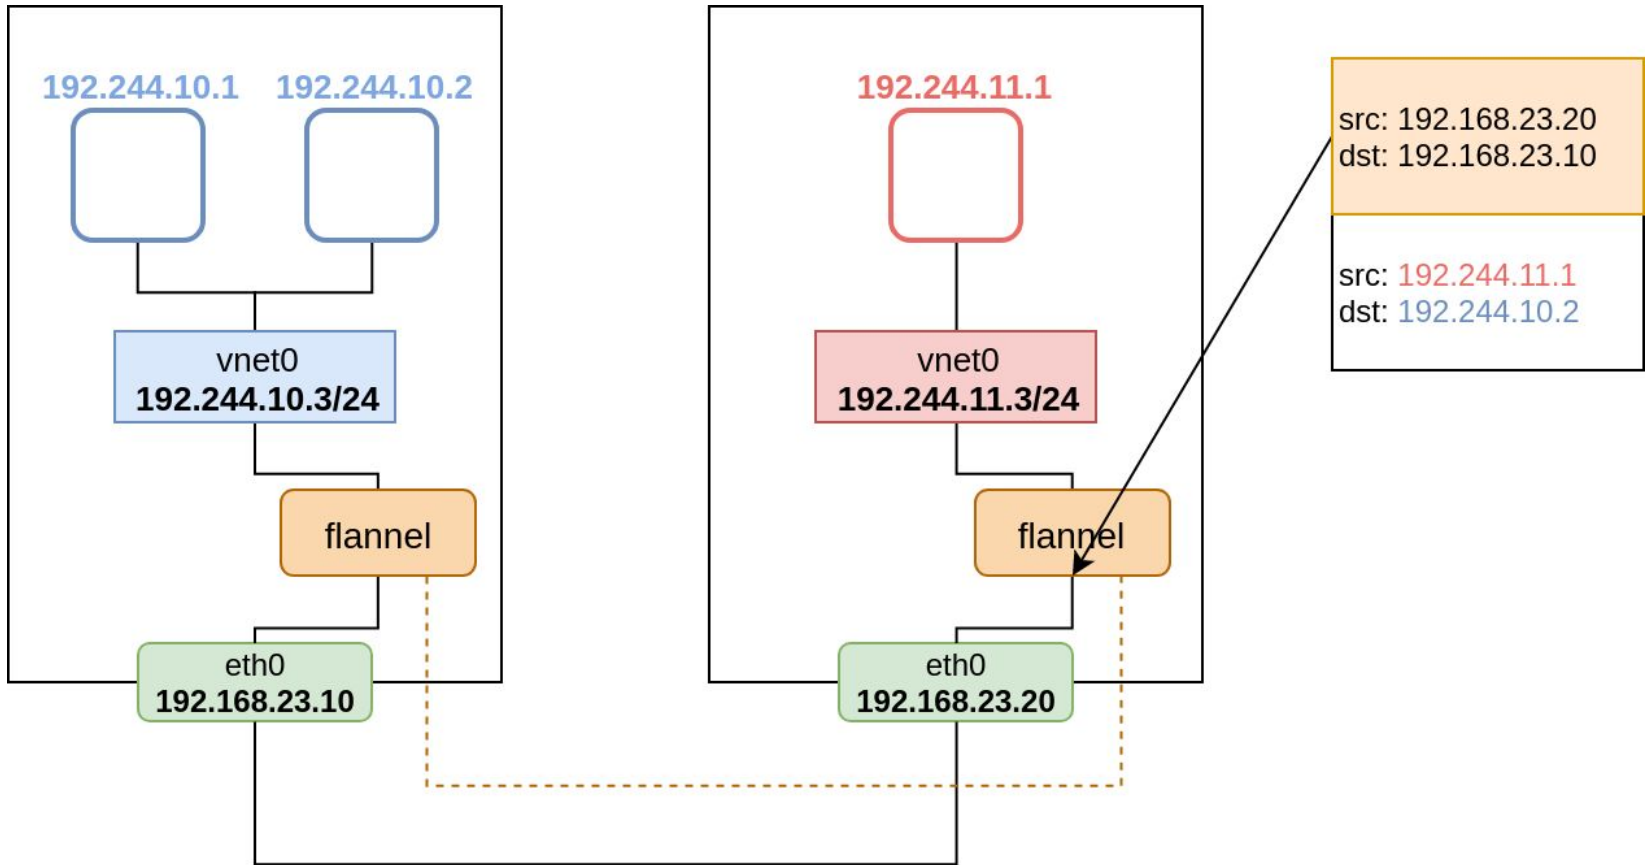 192.244.10.1
192.244.10.2
vnet0
192.244.10.3/24
flannel
eth0
192.168.23.10
192.244.11.1
vnet0
192.244.11.3/24
flannel
eth0
192.168.23.20
src: 192.168.23.20
dst: 192.168.23.10
src: 192.244.11.1
dst: 192.244.10.2